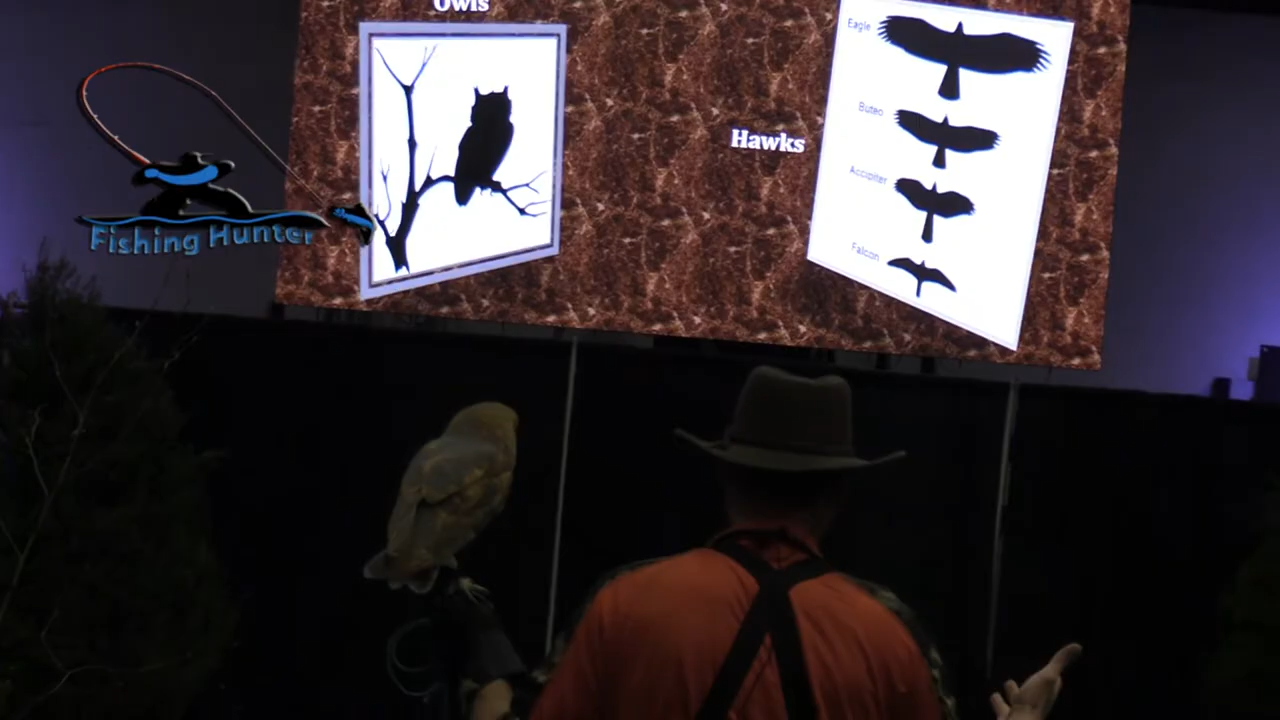 Owls
Eagle
Buteo
Hawks
Accipiter
Falcon
Fishing Hunter